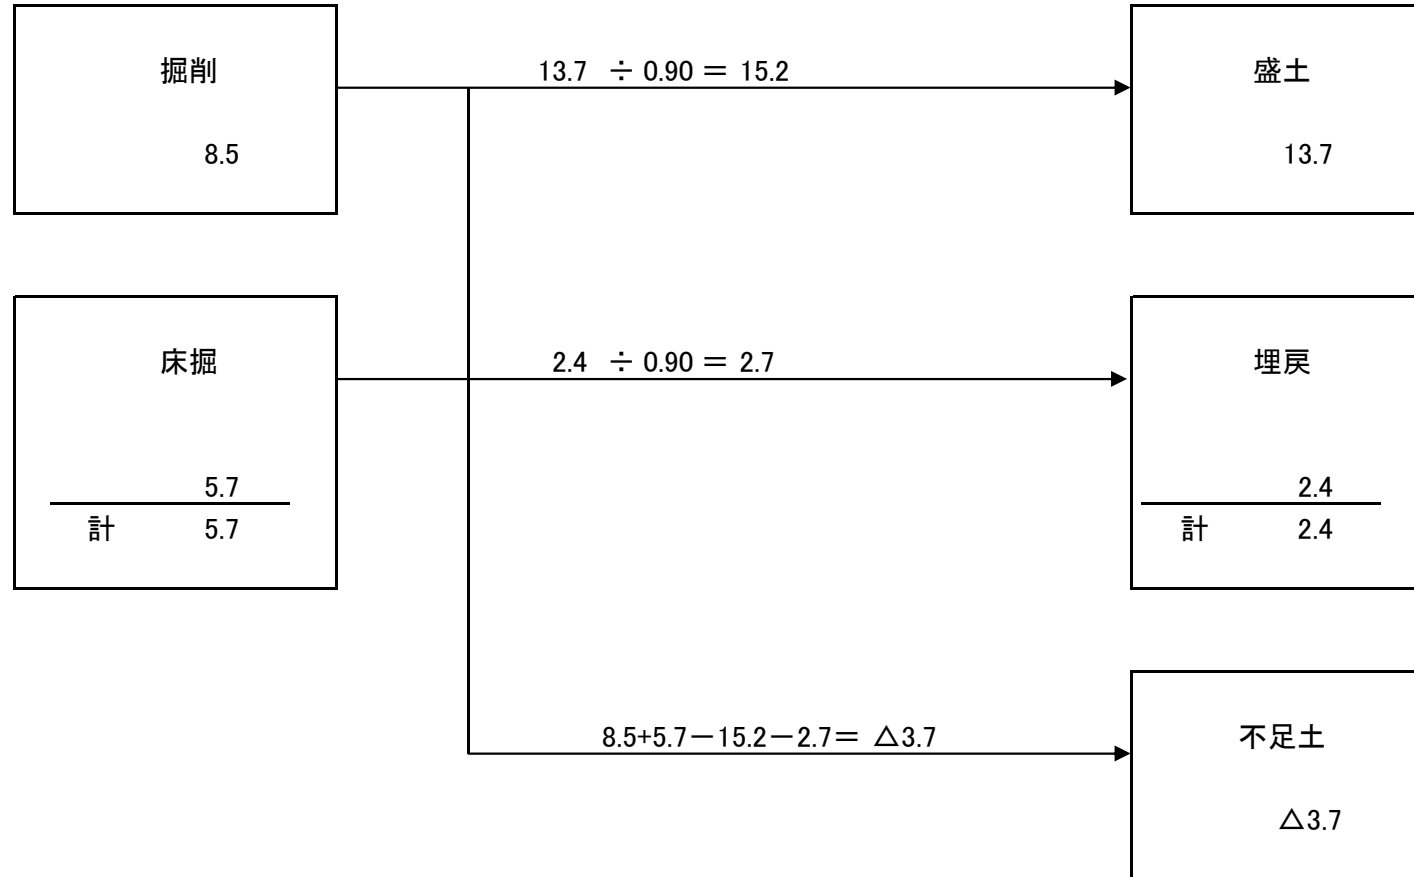 掘削
13.7 ÷ 0.90 = 15.2
盛土
8.5
13.7
床掘
2.4 ÷ 0.90 = 2.7
埋戻
5.7
計 5.7
2.4
計 2.4
8.5+5.7－15.2－2.7= △3.7
不足土
△3.7